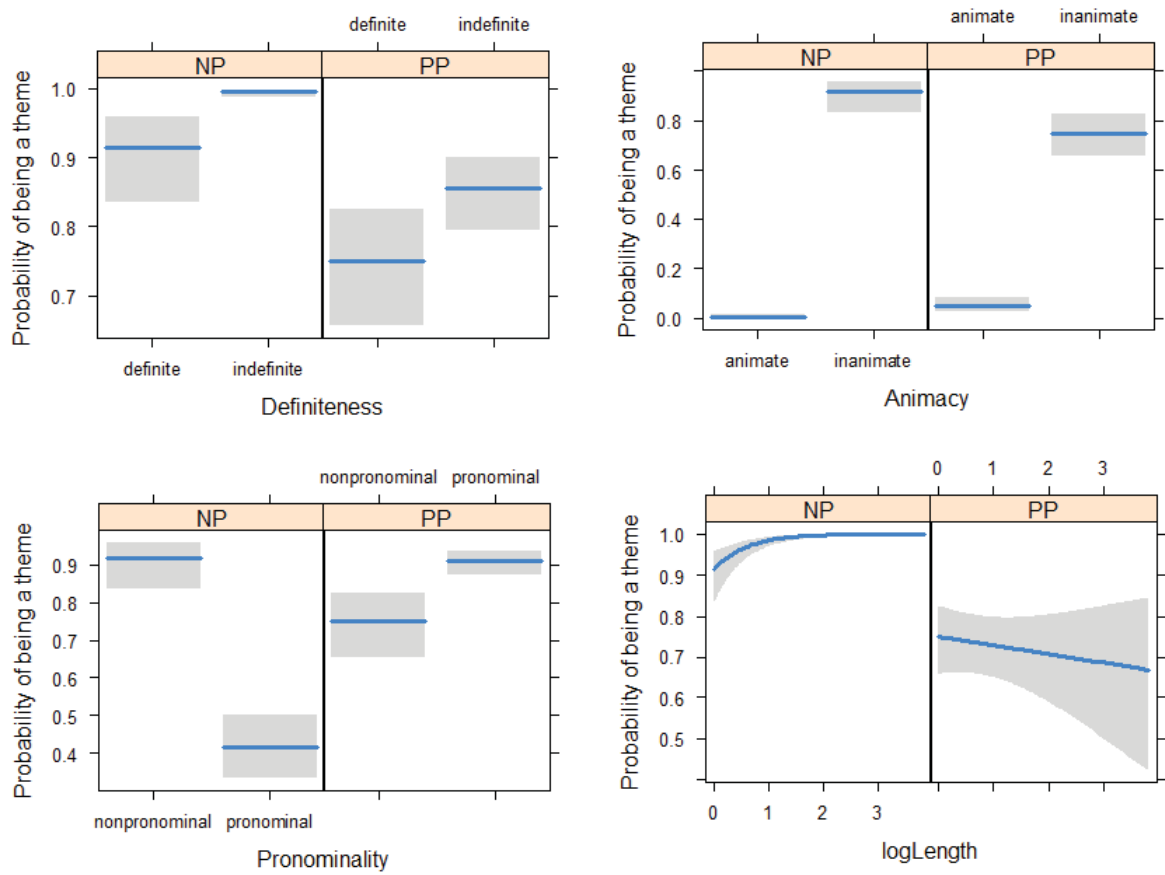 definite indefinite
NP PP
Probability of being a theme
1.0
0.9
0.8
0.7
definite indefinite
Definiteness
animate inanimate
NP PP
Probability of being a theme
0.8
0.6
0.4
0.2
0.0
animate inanimate
Animacy
nonpronominal pronominal
NP PP
Probability of being a theme
0.9
0.8
0.7
0.6
0.5
0.4
nonpronominal pronominal
Pronominality
0 1 2 3
NP PP
Probability of being a theme
1.0
0.9
0.8
0.7
0.6
0.5
0 1 2 3
logLength